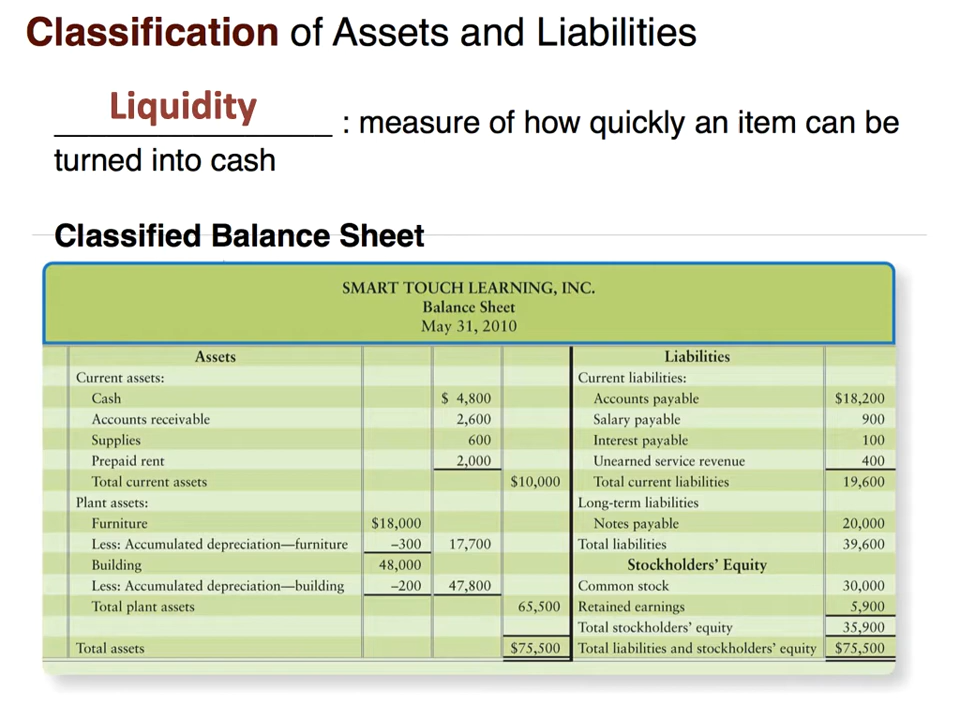 Classification of Assets and Liabilities
Liquidity
________________ : measure of how quickly an item can be
turned into cash
Classified Balance Sheet
SMART TOUCH LEARNING, INC.
Balance Sheet
May 31, 2010
Assets Liabilities
Current assets: Current liabilities:
Cash $ 4,800 Accounts payable $18,200
Accounts receivable 2,600 Salary payable 900
Supplies 600 Interest payable 100
Prepaid rent 2,000 Unearned service revenue 400
Total current assets $10,000 Total current liabilities 19,600
Plant assets: Long-term liabilities
Furniture $18,000 Notes payable 20,000
Less: Accumulated depreciation—furniture –300 17,700 Total liabilities 39,600
Building 48,000 Stockholders’ Equity
Less: Accumulated depreciation—building –200 47,800 Common stock 30,000
Total plant assets 65,500 Retained earnings 5,900
Total stockholders’ equity 35,900
Total assets $75,500 Total liabilities and stockholders’ equity $75,500